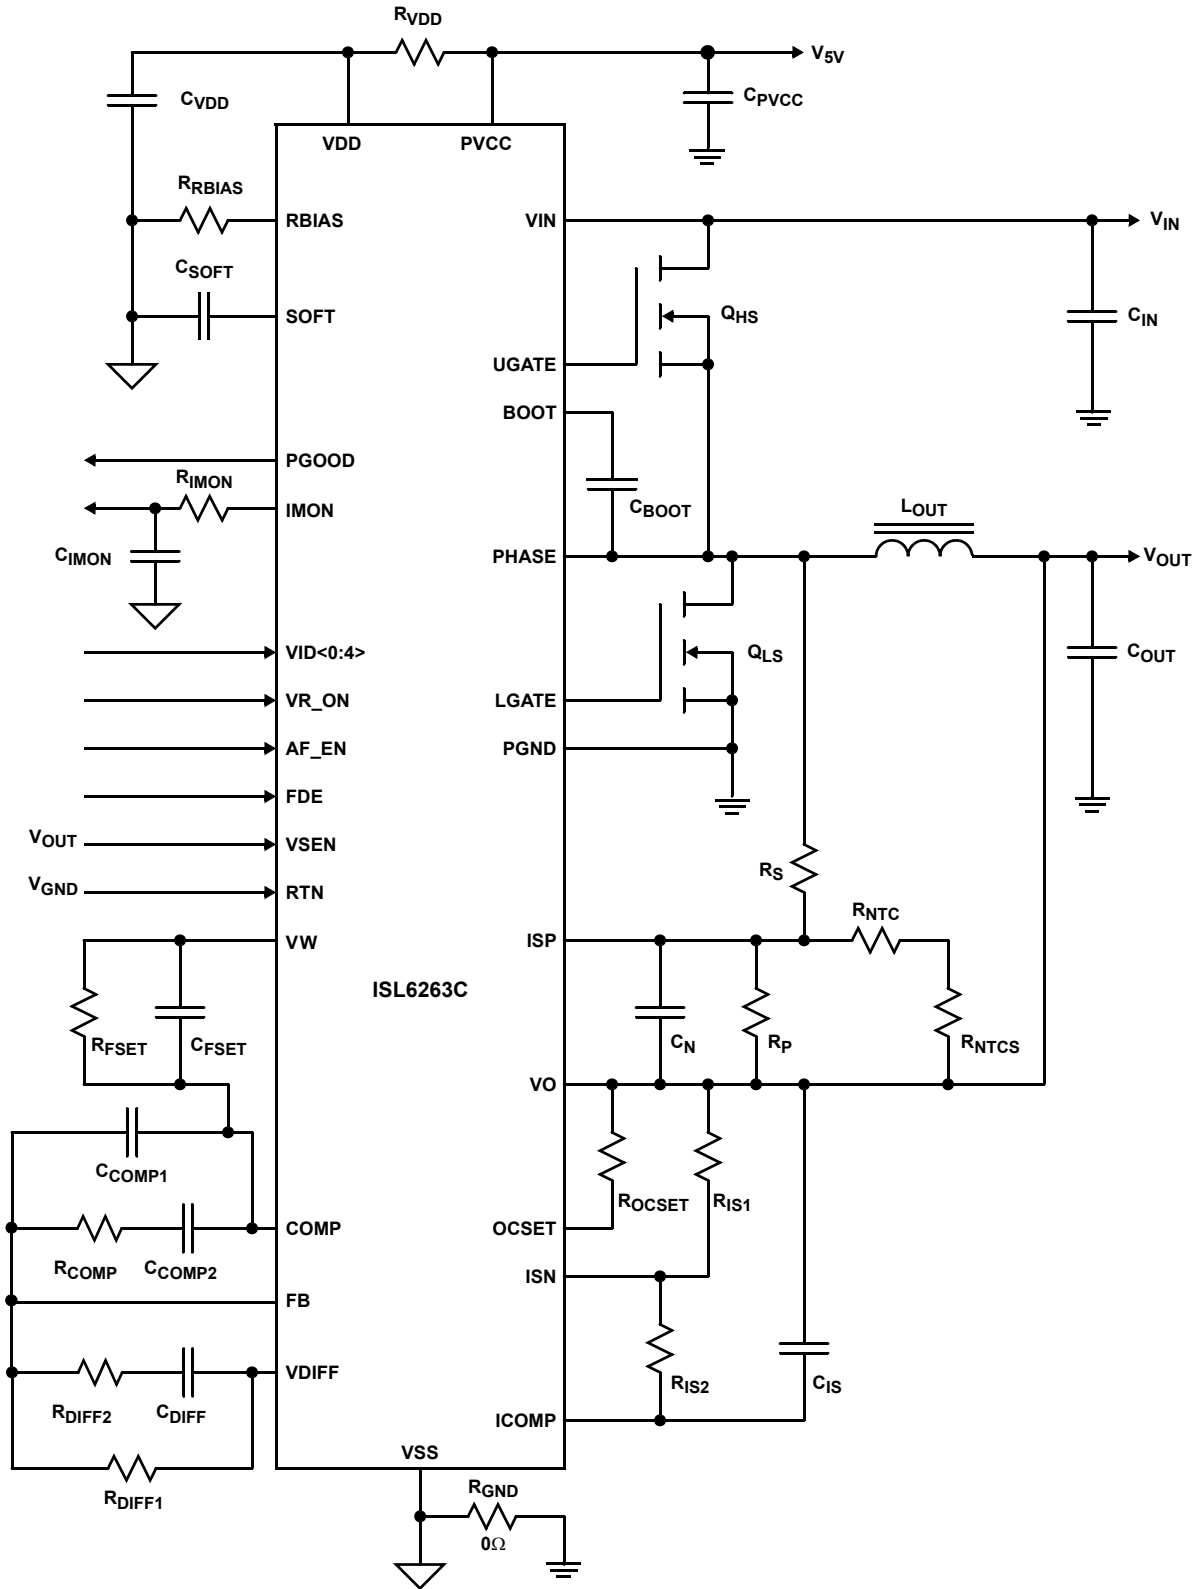 RVDD
V5V
CVDD
CPVCC
VDD
PVCC
RRBIAS
RBIAS
VIN
VIN
CSOFT
SOFT
QHS
CIN
UGATE
BOOT
PGOOD
RIMON
IMON
CBOOT
LOUT
CIMON
PHASE
VOUT
VID<0:4>
QLS
COUT
VR_ON
LGATE
AF_EN
PGND
FDE
VOUT
VSEN
RS
VGND
RTN
RNTC
VW
ISP
ISL6263C
RFSET
CFSET
CN
RP
RNTCS
VO
CCOMP1
ROCSET
RIS1
COMP
OCSET
RCOMP
CCOMP2
ISN
FB
VDIFF
RIS2
CIS
RDIFF2
CDIFF
ICOMP
VSS
RDIFF1
RGND
0Ω